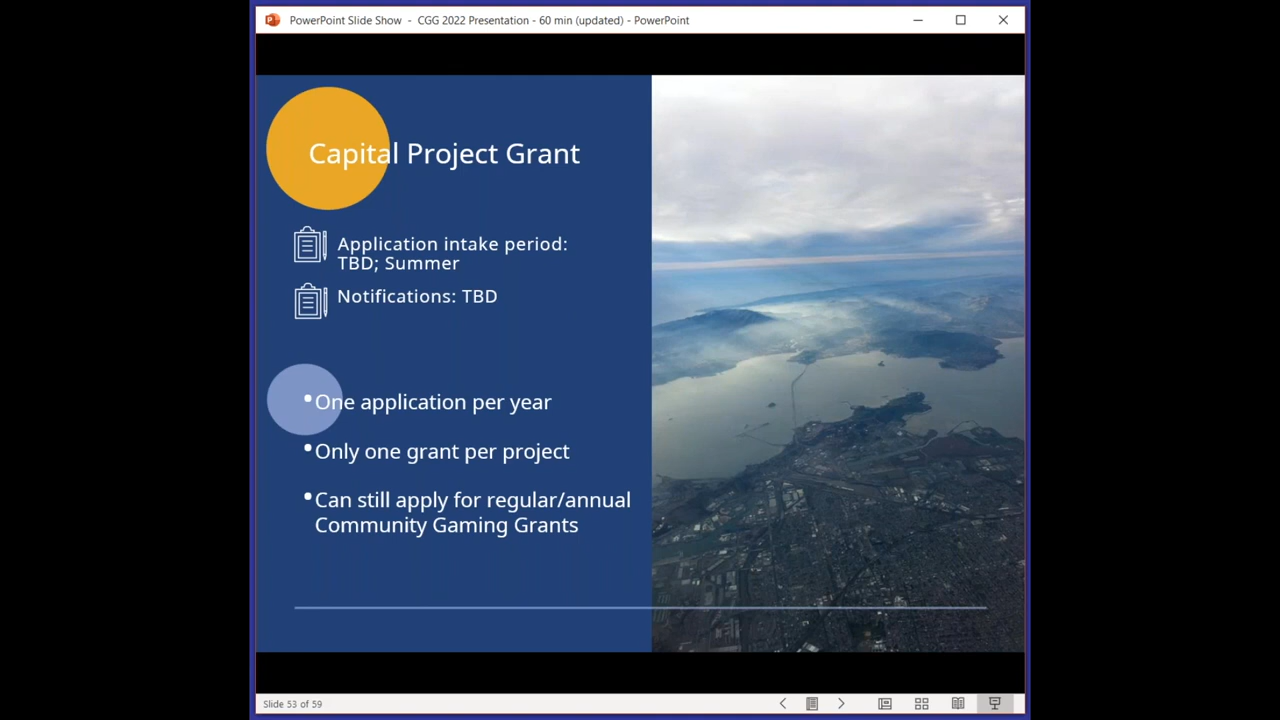 PowerPoint Slide Show - CGG 2022 Presentation - 60 min (updated) - PowerPoint
Capital Project Grant
Application intake period:
TBD; Summer
Notifications: TBD
• One application per year
• Only one grant per project
• Can still apply for regular/annual
Community Gaming Grants
Slide 53 of 59